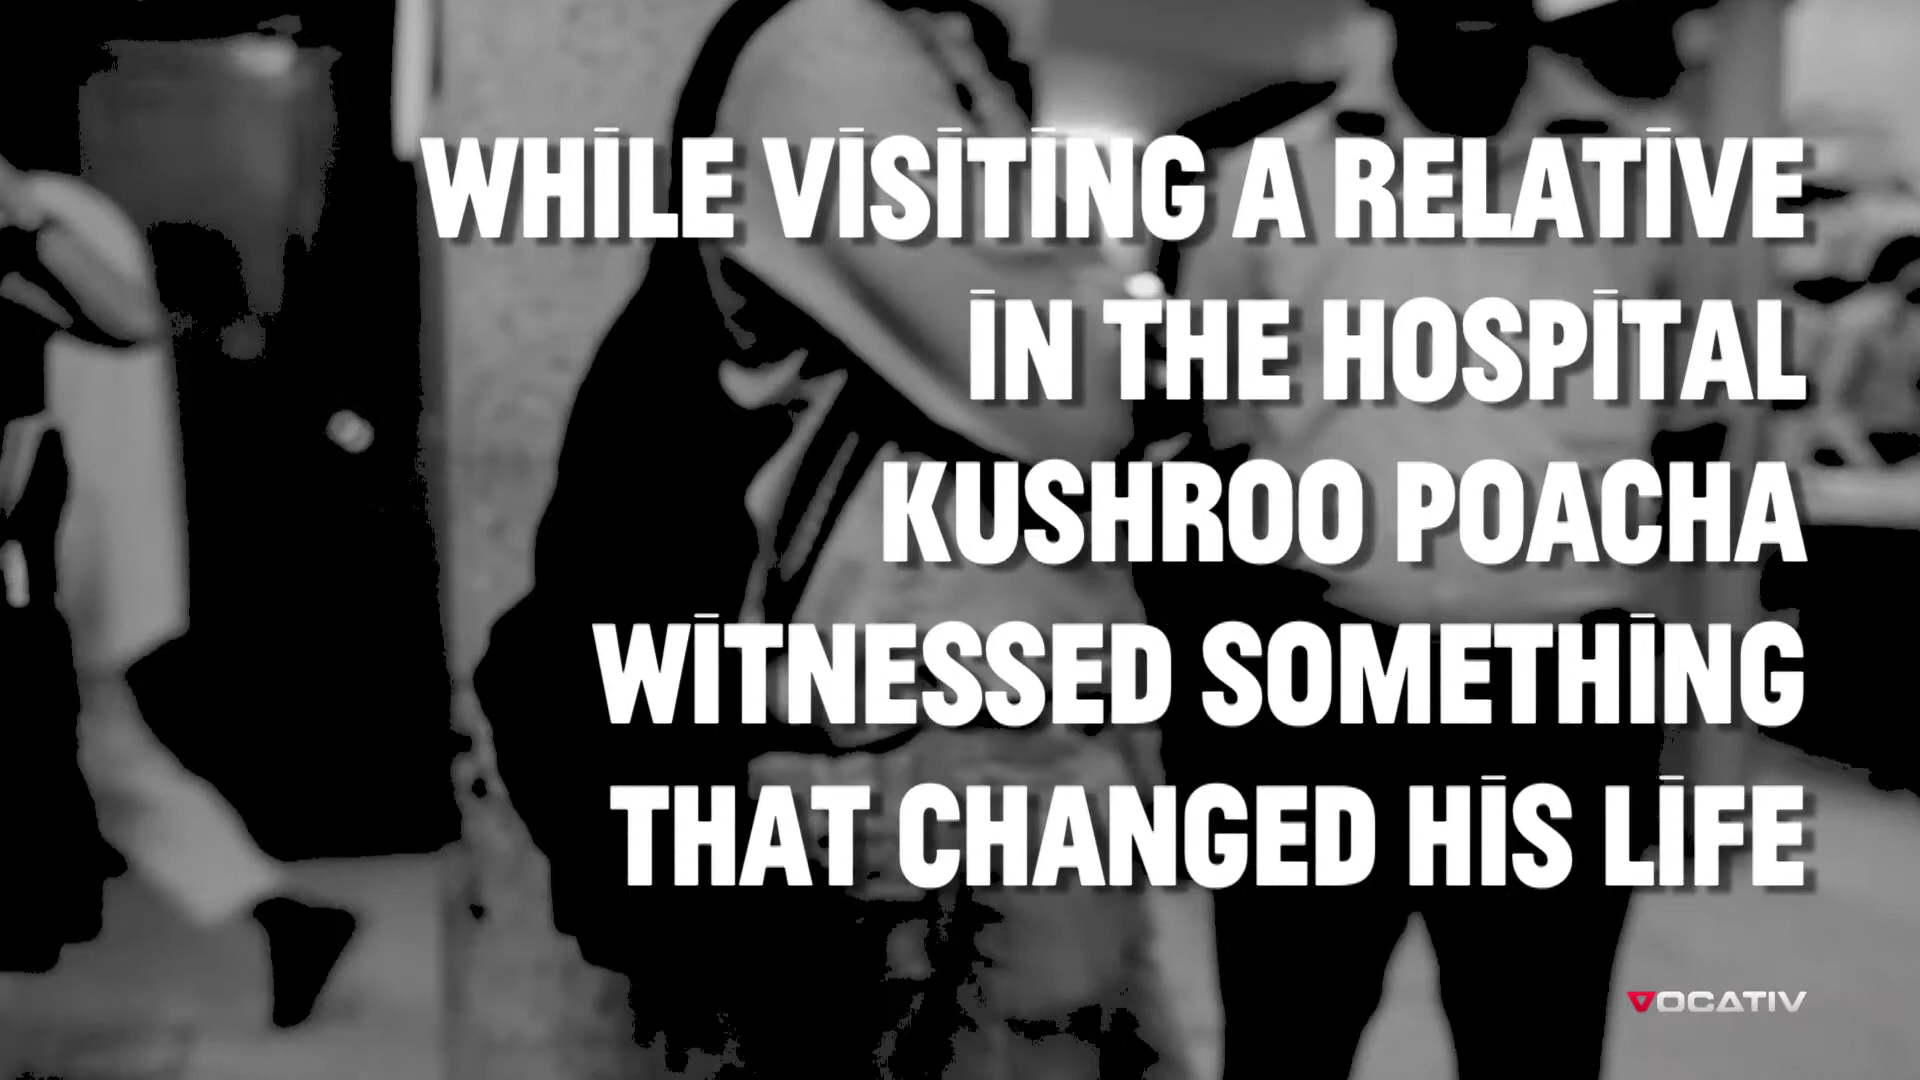 WHILE VISITING A RELATIVE
IN THE HOSPITAL
KUSHROO POACHA
WITNESSED SOMETHING
THAT CHANGED HIS LIFE
VOCATIV